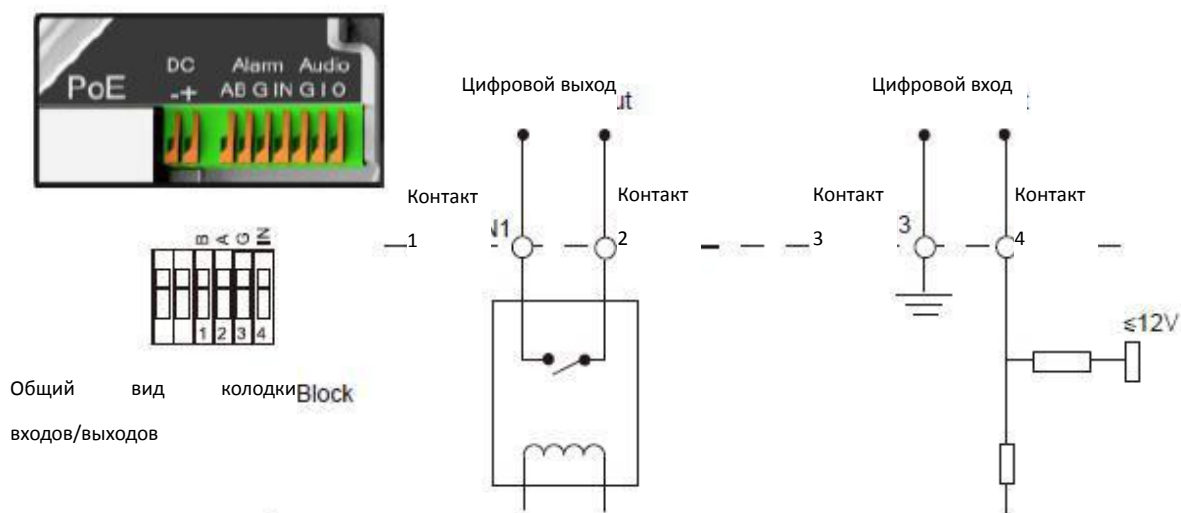 DC Alarm Audio
PoE -+ AB G IN G I O
Цифровой выход
ut
Цифровой вход
Контакт
1
N1
Контакт
2
Контакт
3
3
Контакт
4
B A G IN
1 2 3 4
≤12V
Общий вид колодки Block
входов/выходов